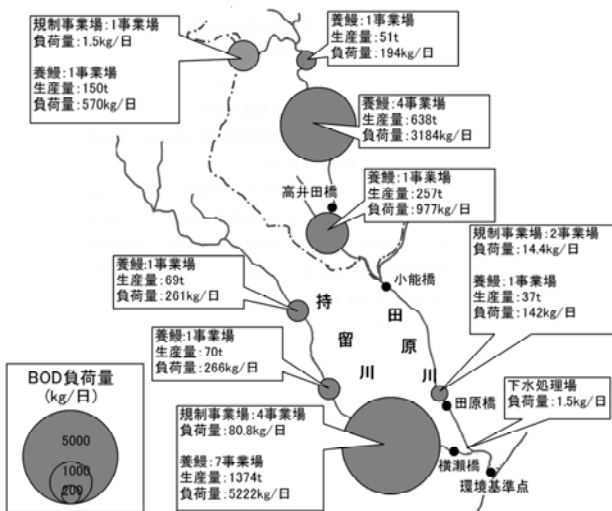 規制事業場:1事業場
負荷量:1.5kg/日
養鰻:1事業場
生産量:150t
負荷量:570kg/日
養鰻:1事業場
生産量:51t
負荷量:194kg/日
養鰻:4事業場
生産量:638t
負荷量:3184kg/日
高井田橋
養鰻:1事業場
生産量:257t
負荷量:977kg/日
規制事業場:2事業場
負荷量:14.4kg/日
養鰻:1事業場
生産量:37t
負荷量:142kg/日
小能橋
養鰻:1事業場
生産量:69t
負荷量:261kg/日
持留川
田原川
養鰻:1事業場
生産量:70t
負荷量:266kg/日
下水処理場
負荷量:1.5kg/日
田原橋
規制事業場:4事業場
負荷量:80.8kg/日
養鰻:7事業場
生産量:1374t
負荷量:5222kg/日
横瀬橋
環境基準点
BOD負荷量
(kg/日)
5000
1000
200